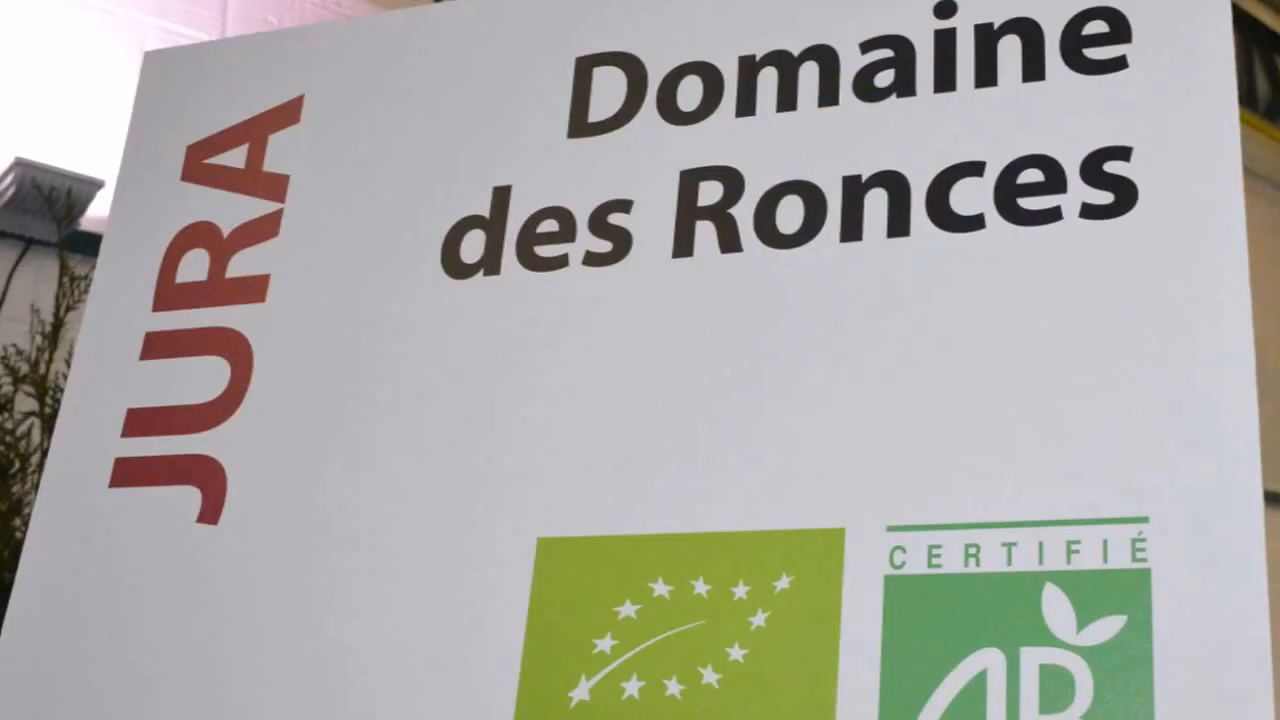 JURA
Domaine
des Ronces
CERTIFIÉ
AB